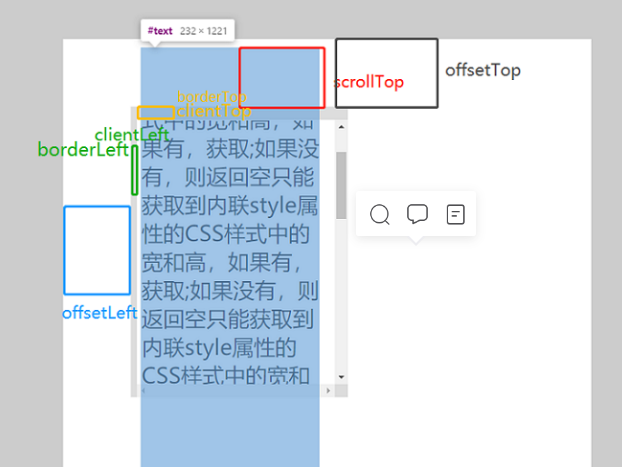 #text 232 × 1221
offsetTop
scrollTop
borderTop
clientTop
式中的宽和高，如
clientLeft
borderLeft
果有，获取;如果没
有，则返回空只能
获取到内联style属
性的CSS样式中的
宽和高，如果有，
获取;如果没有，则
offsetLeft
返回空只能获取到
内联style属性的
CSS样式中的宽和